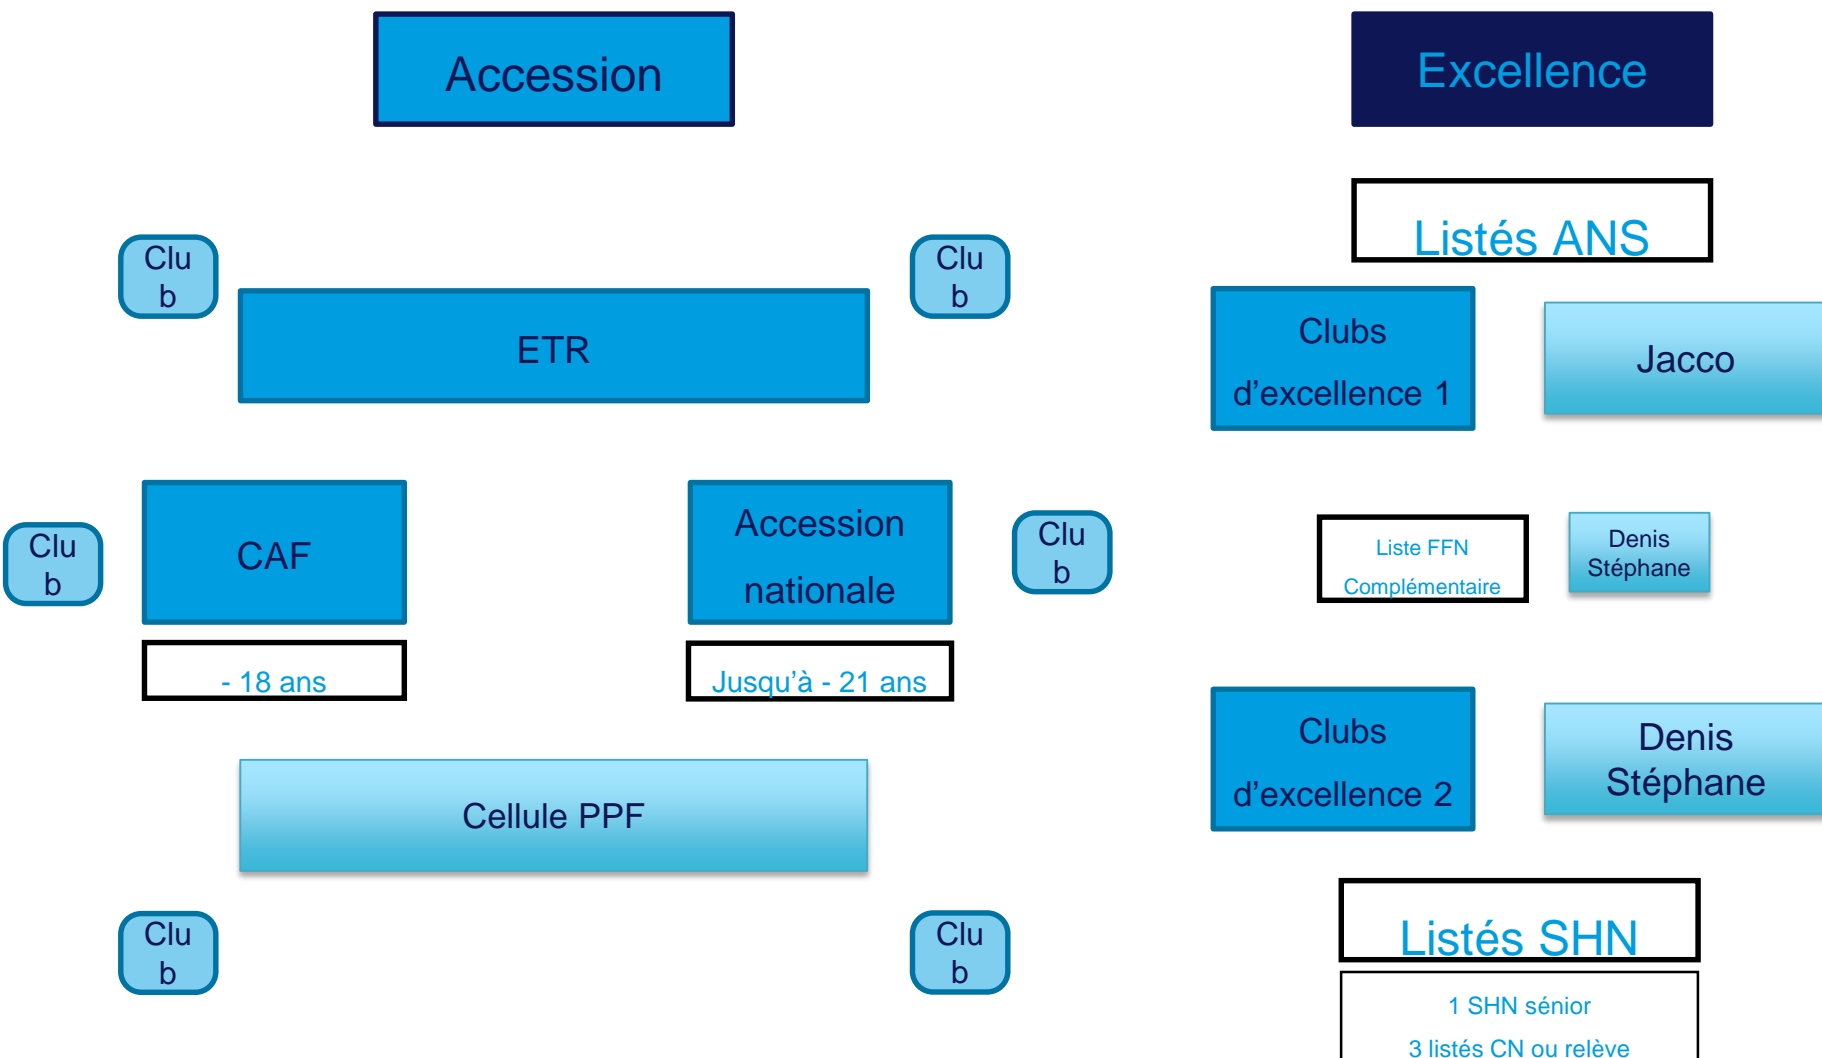 Accession
Clu
b
Clu
b
ETR
Clu
b
CAF
Accession
nationale
Clu
b
- 18 ans
Jusqu'à - 21 ans
Cellule PPF
Clu
b
Clu
b
Excellence
Listés ANS
Clubs
d'excellence 1
Jacco
Liste FFN
Complémentaire
Denis
Stéphane
Clubs
d'excellence 2
Denis
Stéphane
Listés SHN
1 SHN sénior
3 listés CN ou relève